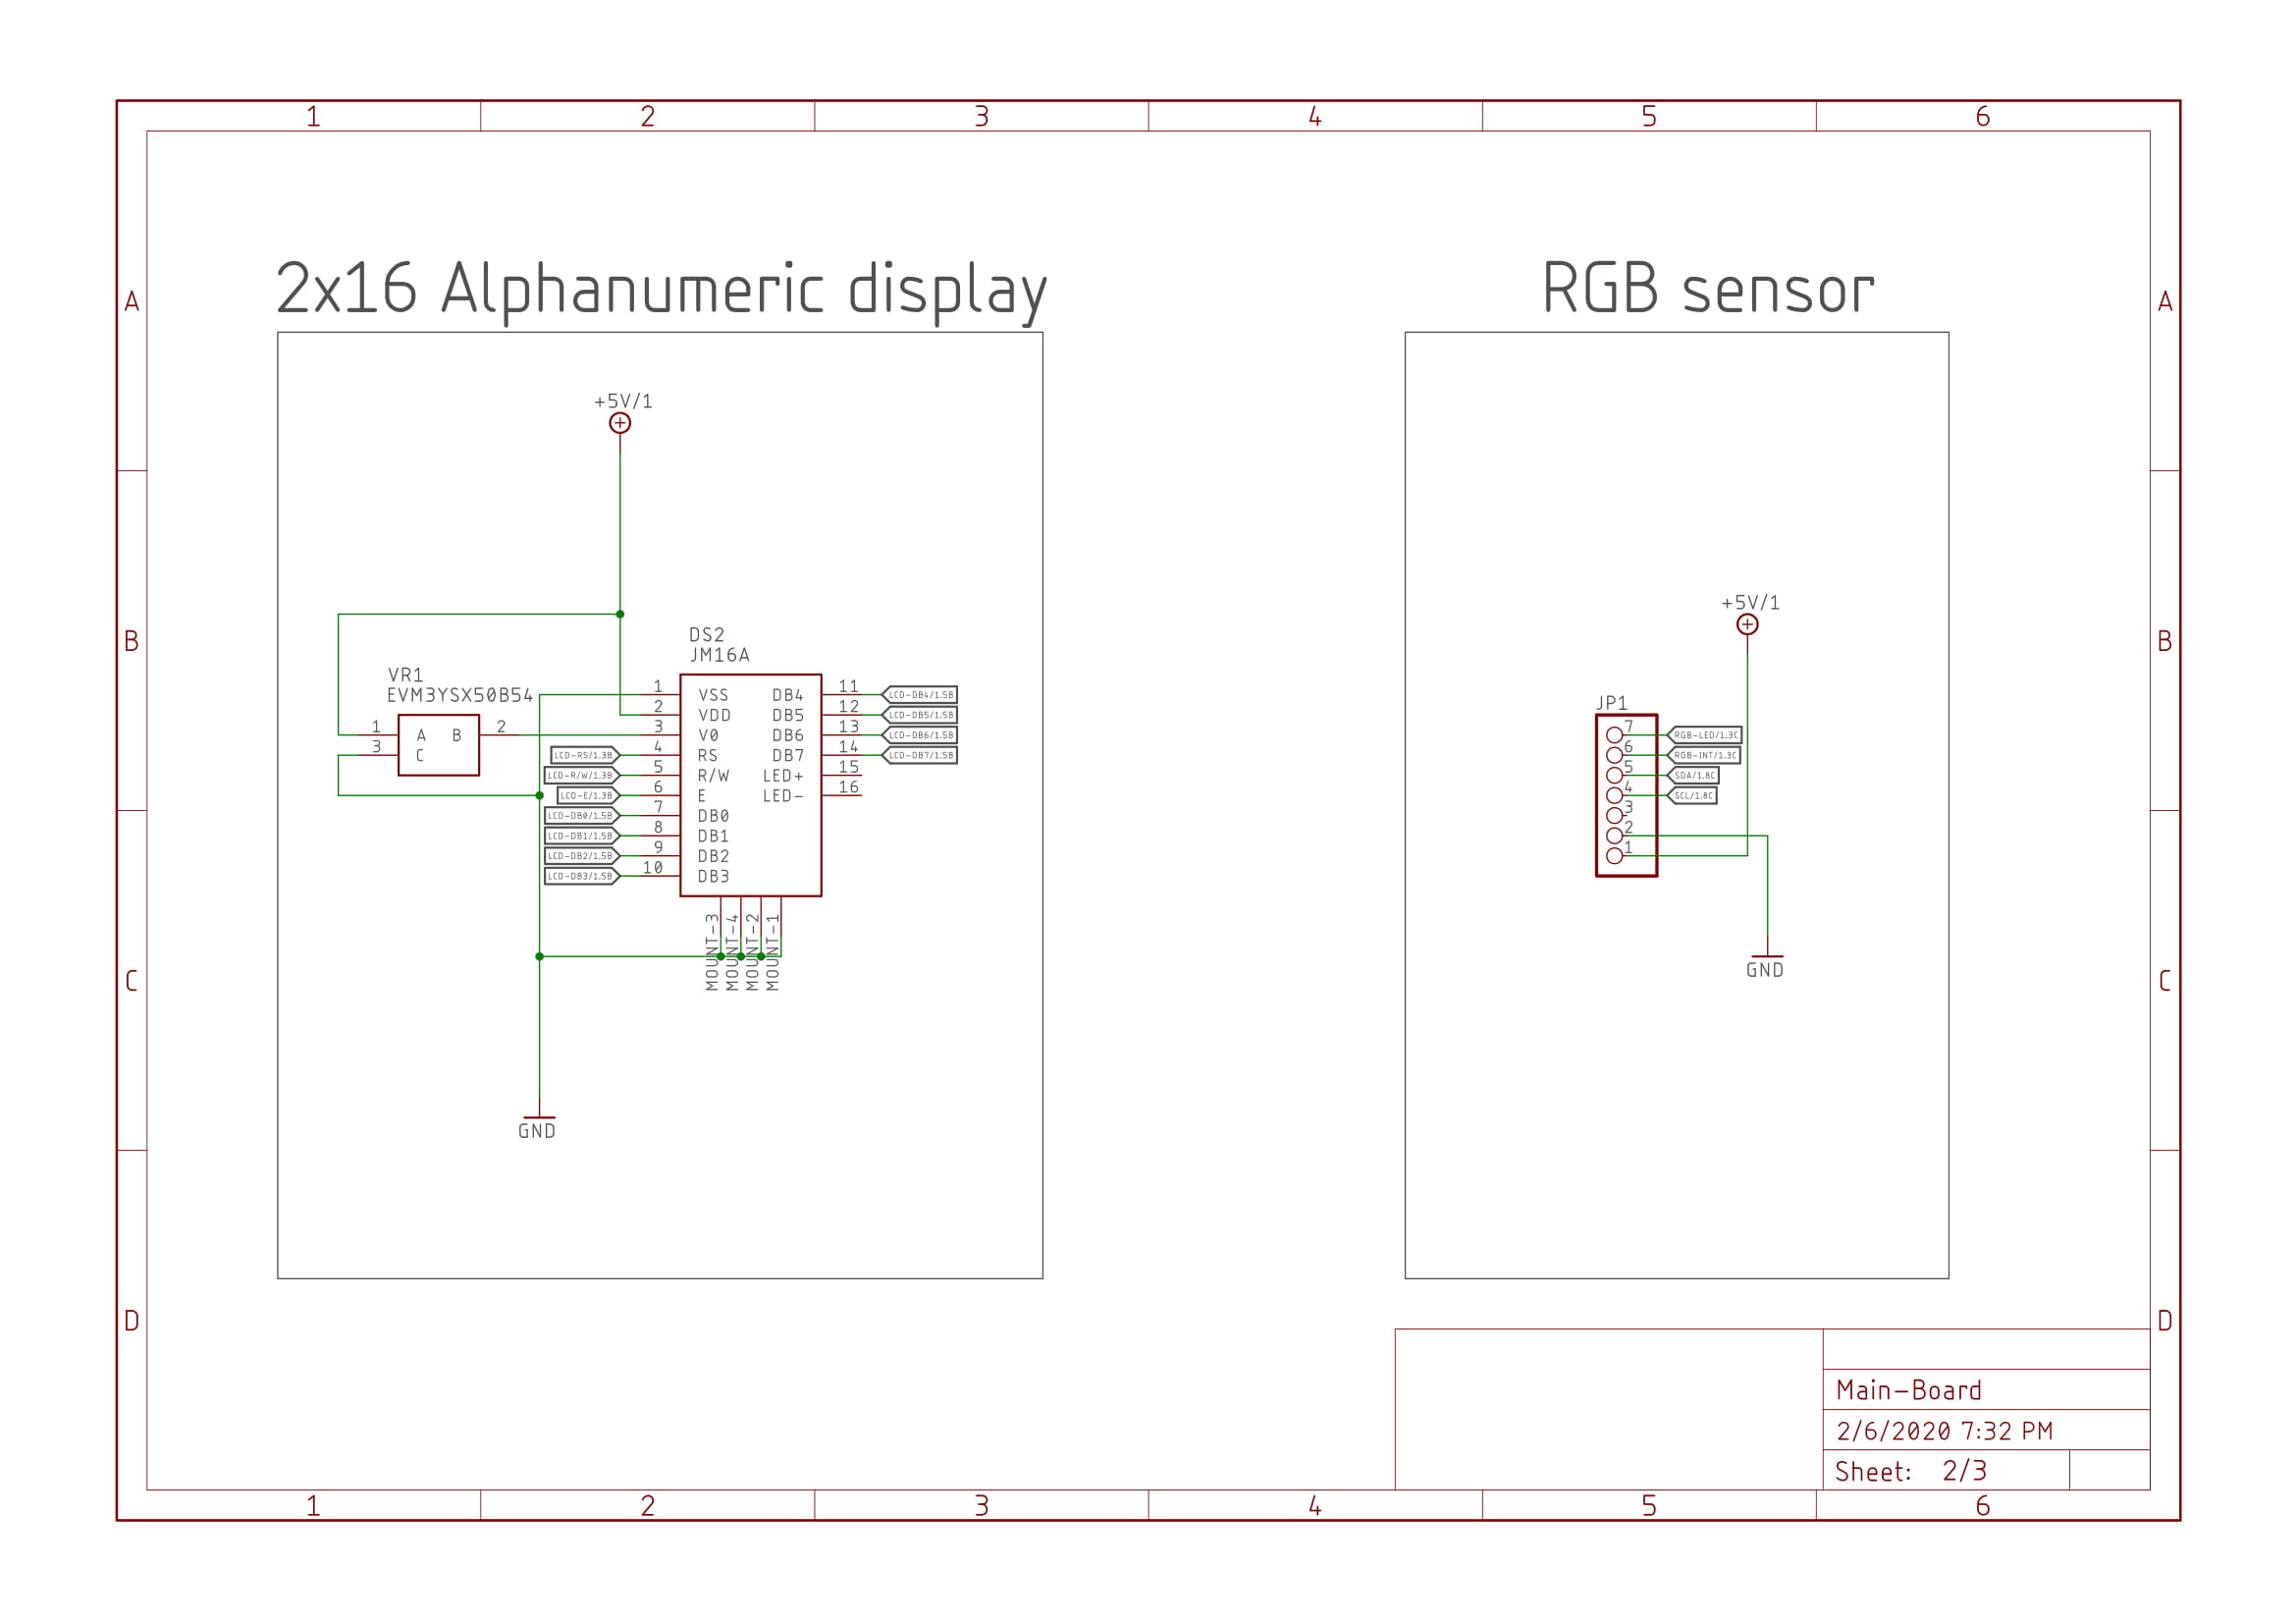 1 2 3 4 5 6
A A
2x16 Alphanumeric display
RGB sensor
+5V/1
B B
DS2
JM16A
VR1
EVM3YSX50B54
1 A B 2
3 C
1 VSS DB4 11 LCD-DB4/1.5B
2 VDD DB5 12 LCD-DB5/1.5B
3 V0 DB6 13 LCD-DB6/1.5B
LCD-RS/1.3B 4 RS DB7 14 LCD-DB7/1.5B
LCD-R/W/1.3B 5 R/W LED+ 15
LCD-E/1.3B 6 E LED- 16
LCD-DB0/1.5B 7 DB0
LCD-DB1/1.5B 8 DB1
LCD-DB2/1.5B 9 DB2
LCD-DB3/1.5B 10 DB3
MOUNT-3
MOUNT-4
MOUNT-2
MOUNT-1
GND
+5V/1
JP1
7 RGB-LED/1.3C
6 RGB-INT/1.3C
5 SDA/1.8C
4 SCL/1.8C
3
2
1
GND
C C
D D
Main-Board
2/6/2020 7:32 PM
Sheet: 2/3
1 2 3 4 5 6